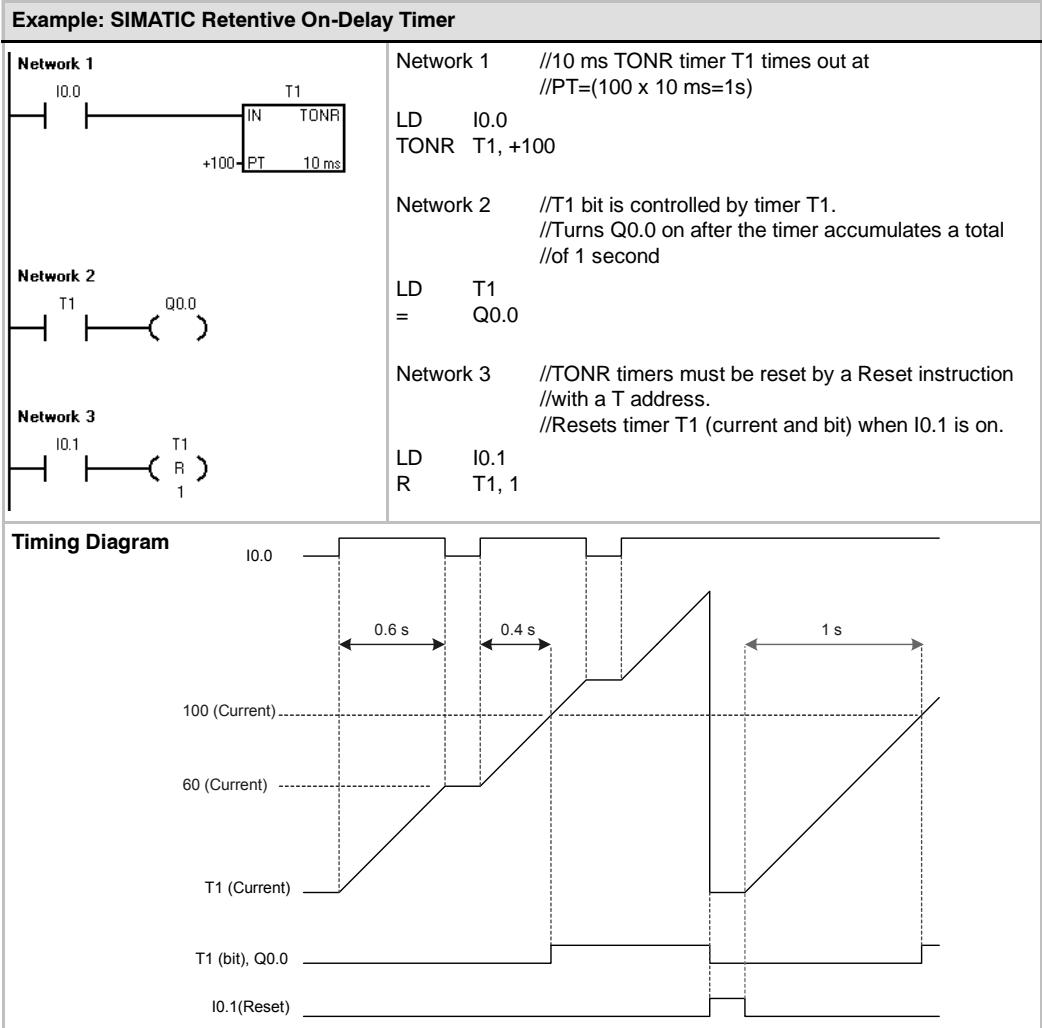 Example: SIMATIC Retentive On-Delay Timer
Network 1
I0.0
T1
IN TONR
+100 PT 10 ms
Network 2
T1 Q0.0
Network 3
I0.1 T1
R
1
Network 1 //10 ms TONR timer T1 times out at
//PT=(100 x 10 ms=1s)
LD I0.0
TONR T1, +100
Network 2 //T1 bit is controlled by timer T1.
//Turns Q0.0 on after the timer accumulates a total
//of 1 second
LD T1
= Q0.0
Network 3 //TONR timers must be reset by a Reset instruction
//with a T address.
//Resets timer T1 (current and bit) when I0.1 is on.
LD I0.1
R T1, 1
Timing Diagram
I0.0
0.6 s 0.4 s 1 s
100 (Current)
60 (Current)
T1 (Current)
T1 (bit), Q0.0
I0.1(Reset)